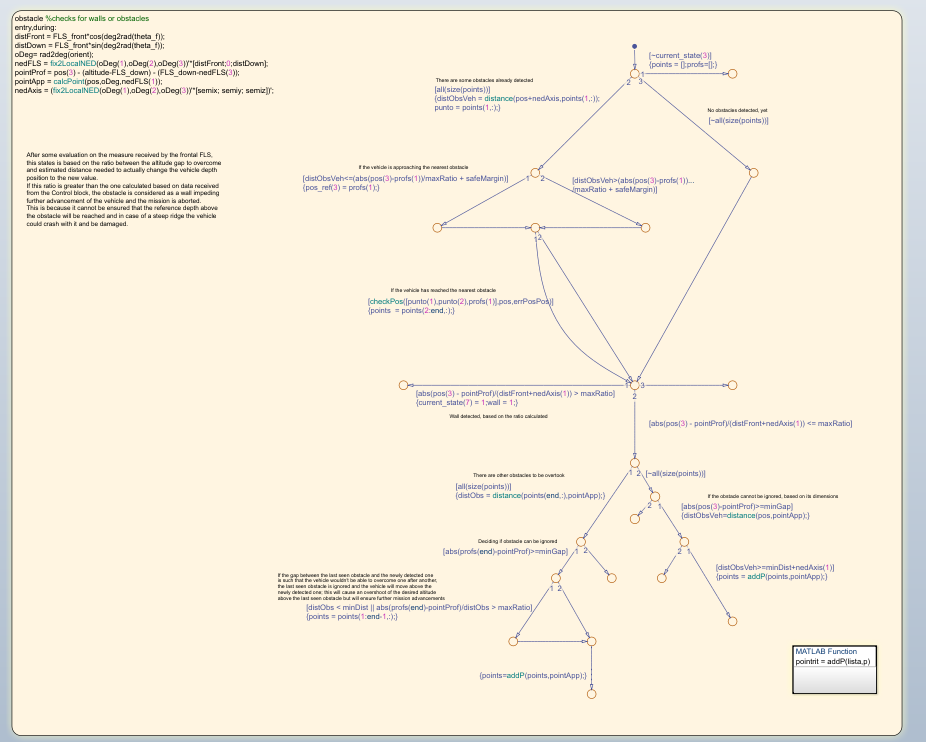 obstacle %checks for walls or obstacles
entry,during:
distFront = FLS_front*cos(deg2rad(theta_f));
distDown = FLS_front*sin(deg2rad(theta_f));
oDeg= rad2deg(orient);
nedFLS = fix2LocalNED(oDeg(1),oDeg(2),oDeg(3))'*[distFront;0;distDown];
pointProf = pos(3) - (altitude-FLS_down) - (FLS_down-nedFLS(3));
pointApp = calcPoint(pos,oDeg,nedFLS(1));
nedAxis = (fix2LocalNED(oDeg(1),oDeg(2),oDeg(3))'*[semix; semiy; semiz])';
[~current_state(3)]
{points = [];profs=[];}
1
2
3
There are some obstacles already detected
[all(size(points))]
{distObsVeh = distance(pos+nedAxis,points(1,:));
punto = points(1,:);}
No obstacles detected, yet
[~all(size(points))]
After some evaluation on the measure received by the frontal FLS,
this states is based on the ratio between the altitude gap to overcome
and estimated distance needed to actually change the vehicle depth
position to the new value.
If this ratio is greater than the one calculated based on data received
from the Control block, the obstacle is considered as a wall impeding
further advancement of the vehicle and the mission is aborted.
This is because it cannot be ensured that the reference depth above
the obstacle will be reached and in case of a steep ridge the vehicle
could crash with it and be damaged.
If the vehicle is approaching the nearest obstacle
[distObsVeh<=(abs(pos(3)-profs(1))/maxRatio + safeMargin)]
{pos_ref(3) = profs(1);}
1
2
[distObsVeh>(abs(pos(3)-profs(1))...
/maxRatio + safeMargin)]
1
2
If the vehicle has reached the nearest obstacle
[checkPos([punto(1),punto(2),profs(1)],pos,errPosPos)]
{points = points(2:end,:);}
1
3
2
[abs(pos(3) - pointProf)/(distFront+nedAxis(1)) > maxRatio]
{current_state(7) = 1;wall = 1;}
Wall detected, based on the ratio calculated
[abs(pos(3) - pointProf)/(distFront+nedAxis(1)) <= maxRatio]
There are other obstacles to be overtook
[all(size(points))]
{distObs = distance(points(end,:),pointApp);}
1
2
[~all(size(points))]
If the obstacle cannot be ignored, based on its dimensions
[abs(pos(3)-pointProf)>=minGap]
{distObsVeh=distance(pos,pointApp);}
2
1
Deciding if obstacle can be ignored
[abs(profs(end)-pointProf)>=minGap]
1
2
2
1
[distObsVeh>=minDist+nedAxis(1)]
{points = addP(points,pointApp);}
If the gap between the last seen obstacle and the newly detected one
is such that the vehicle wouldn't be able to overcome one after another,
the last seen obstacle is ignored and the vehicle will move above the
newly detected one; this will cause an overshoot of the desired altitude
above the last seen obstacle but will ensure further mission advancements
1
2
[distObs < minDist || abs(profs(end)-pointProf)/distObs > maxRatio]
{points = points(1:end-1,:);}
{points=addP(points,pointApp);}
MATLAB Function
pointrit = addP(lista,p)